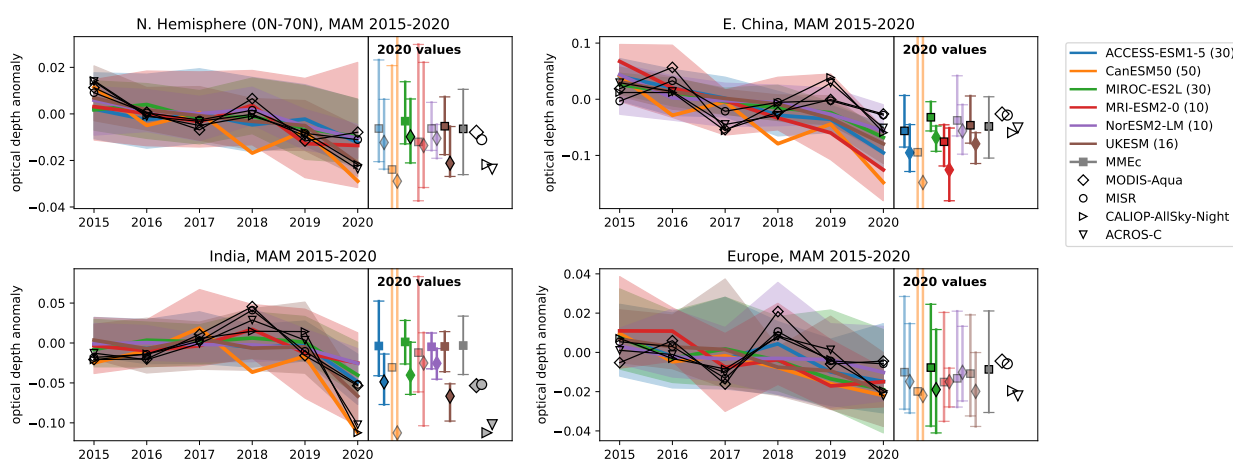 N. Hemisphere (0N-70N), MAM 2015-2020
optical depth anomaly
0.02
0.00
−0.02
−0.04
2015 2016 2017 2018 2019 2020
2020 values
E. China, MAM 2015-2020
optical depth anomaly
0.1
0.0
−0.1
2015 2016 2017 2018 2019 2020
2020 values
ACCESS-ESM1-5 (30)
CanESM50 (50)
MIROC-ES2L (30)
MRI-ESM2-0 (10)
NorESM2-LM (10)
UKESM (16)
MMEc
MODIS-Aqua
MISR
CALIOP-AllSky-Night
ACROS-C
India, MAM 2015-2020
optical depth anomaly
0.05
0.00
−0.05
−0.10
2015 2016 2017 2018 2019 2020
2020 values
Europe, MAM 2015-2020
optical depth anomaly
0.04
0.02
0.00
−0.02
−0.04
2015 2016 2017 2018 2019 2020
2020 values